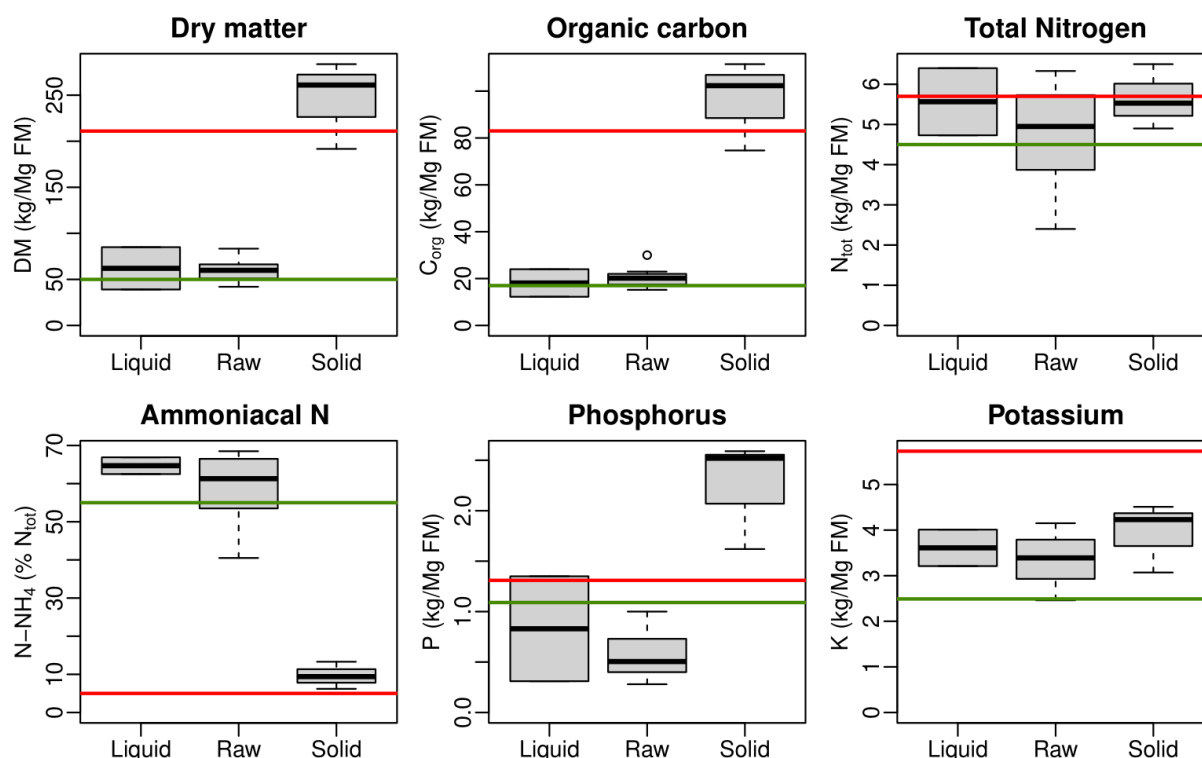 Dry matter
DM (kg/Mg FM)
0
50
150
250
Liquid Raw Solid
Organic carbon
C_org (kg/Mg FM)
0
20
40
60
80
Liquid Raw Solid
Total Nitrogen
N_tot (kg/Mg FM)
0
1
2
3
4
5
6
Liquid Raw Solid
Ammoniacal N
N−NH₄ (% N_tot)
0
10
30
50
70
Liquid Raw Solid
Phosphorus
P (kg/Mg FM)
0.0
1.0
2.0
Liquid Raw Solid
Potassium
K (kg/Mg FM)
0
1
2
3
4
5
Liquid Raw Solid